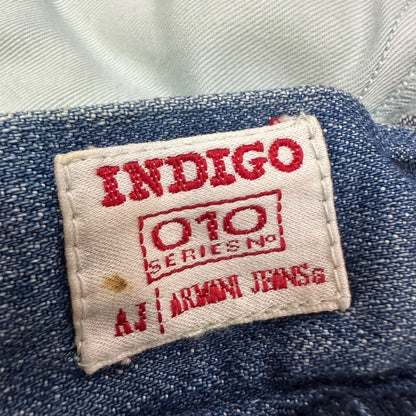 INDIGO
010
SERIES Nº
AJ | ARMANI JEANS®